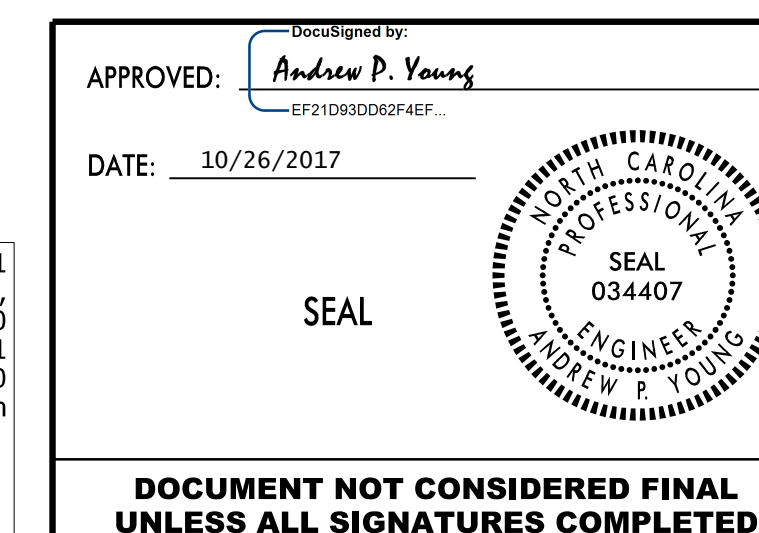 DocuSigned by:
APPROVED: Andrew P. Young
EF21D93DD62F4EF...
DATE: 10/26/2017
SEAL
NORTH CAROLINA
PROFESSIONAL
SEAL
034407
ENGINEER
ANDREW P. YOUNG
DOCUMENT NOT CONSIDERED FINAL
UNLESS ALL SIGNATURES COMPLETED